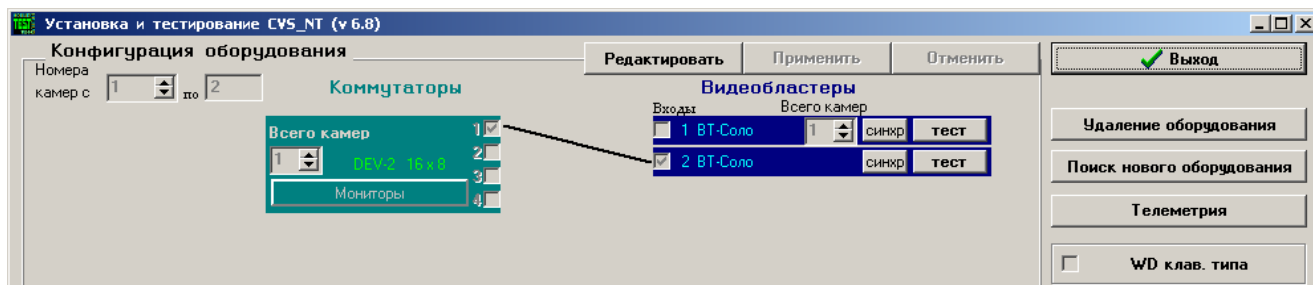 Установка и тестирование CVS_NT (v 6.8)
Конфигурация оборудования
Редактировать Применить Отменить
Выход
Номера
камер с 1 по 2
Коммутаторы
Видеобластеры
Входы Всего камер
Всего камер 1
1 BT-Соло 1 синхр тест
1 DEV-2 16 x 8 2
2 BT-Соло синхр тест
3
Мониторы 4
Удаление оборудования
Поиск нового оборудования
Телеметрия
WD клав. типа